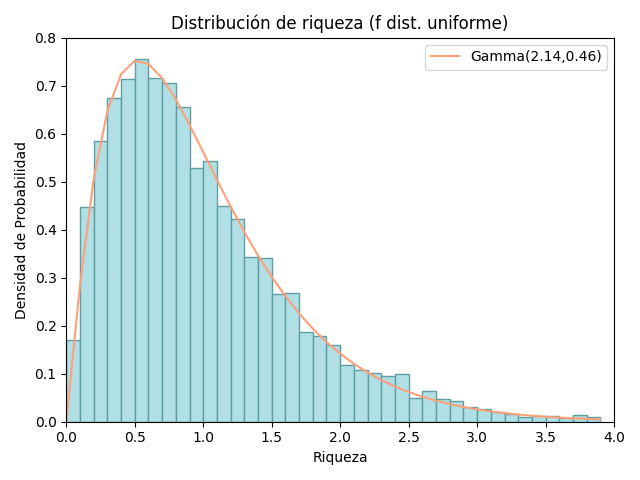 Distribución de riqueza (f dist. uniforme)
Gamma(2.14,0.46)
Densidad de Probabilidad
0.8
0.7
0.6
0.5
0.4
0.3
0.2
0.1
0.0
0.0 0.5 1.0 1.5 2.0 2.5 3.0 3.5 4.0
Riqueza